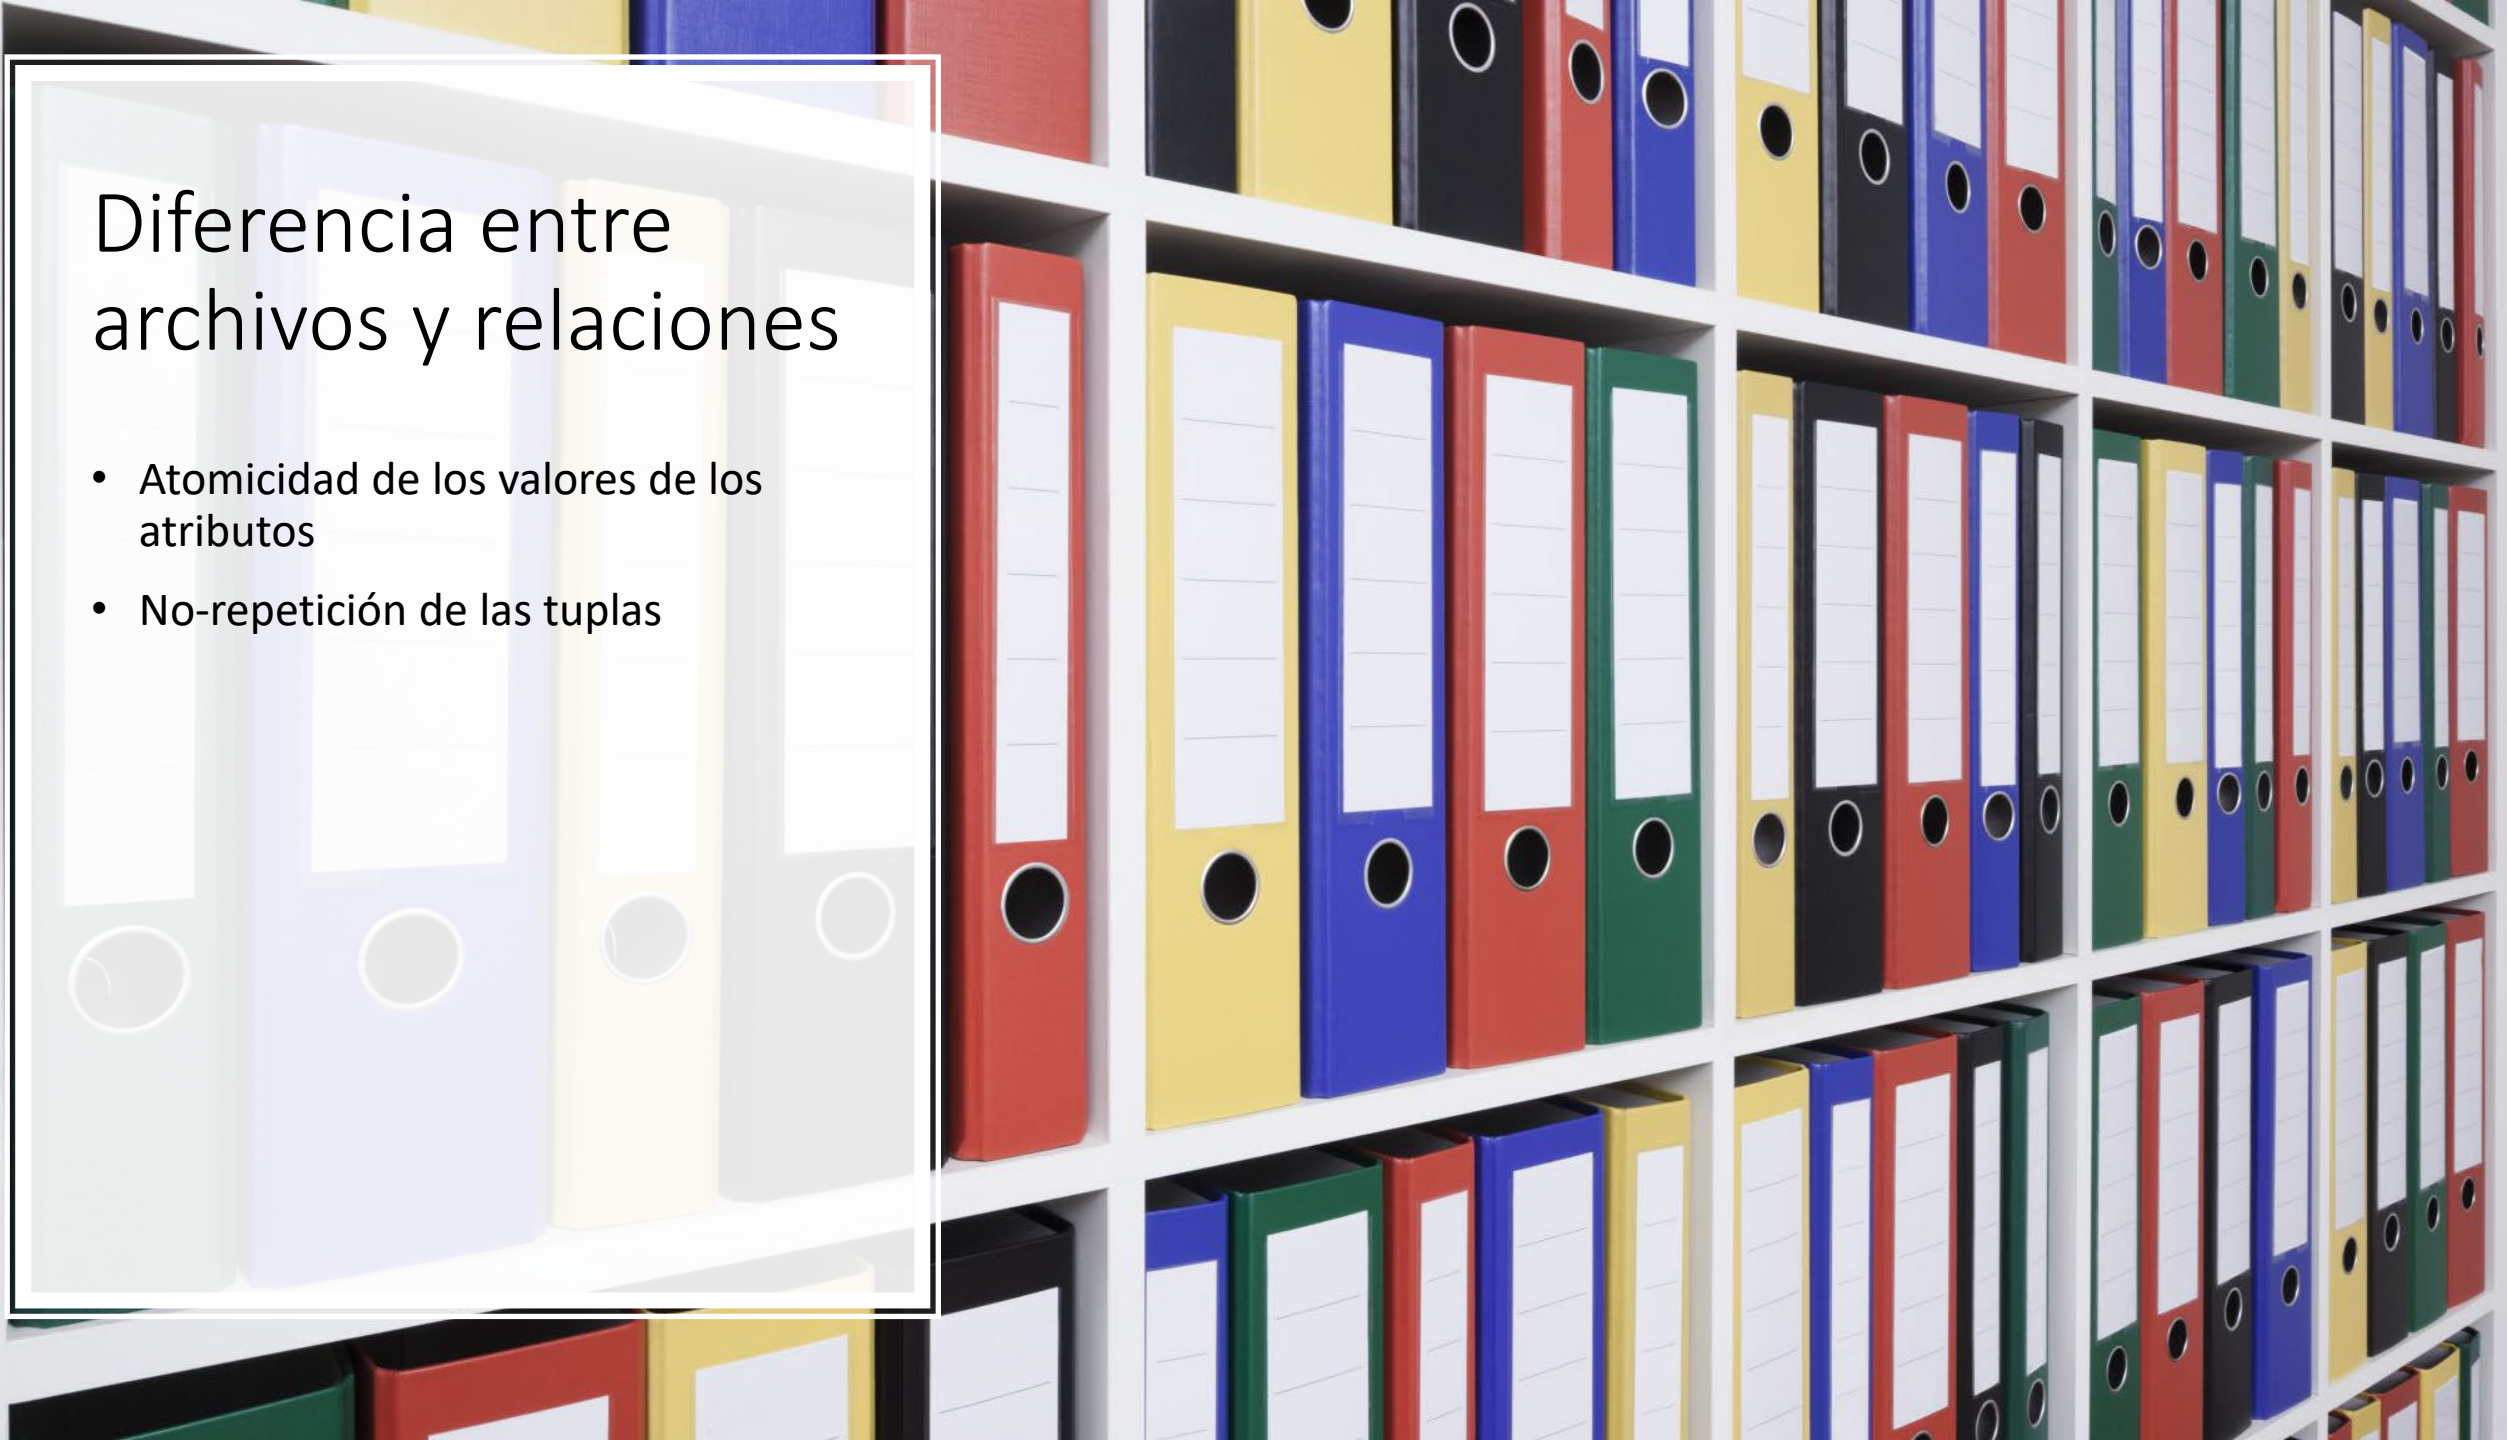 Diferencia entre
archivos y relaciones
• Atomicidad de los valores de los
atributos
• No-repetición de las tuplas